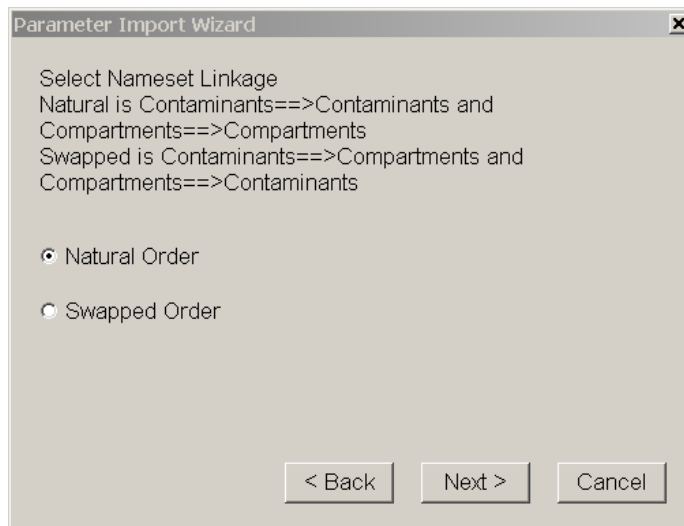 Parameter Import Wizard
Select Nameset Linkage
Natural is Contaminants==>Contaminants and
Compartments==>Compartments
Swapped is Contaminants==>Compartments and
Compartments==>Contaminants
Natural Order
Swapped Order
< Back Next > Cancel